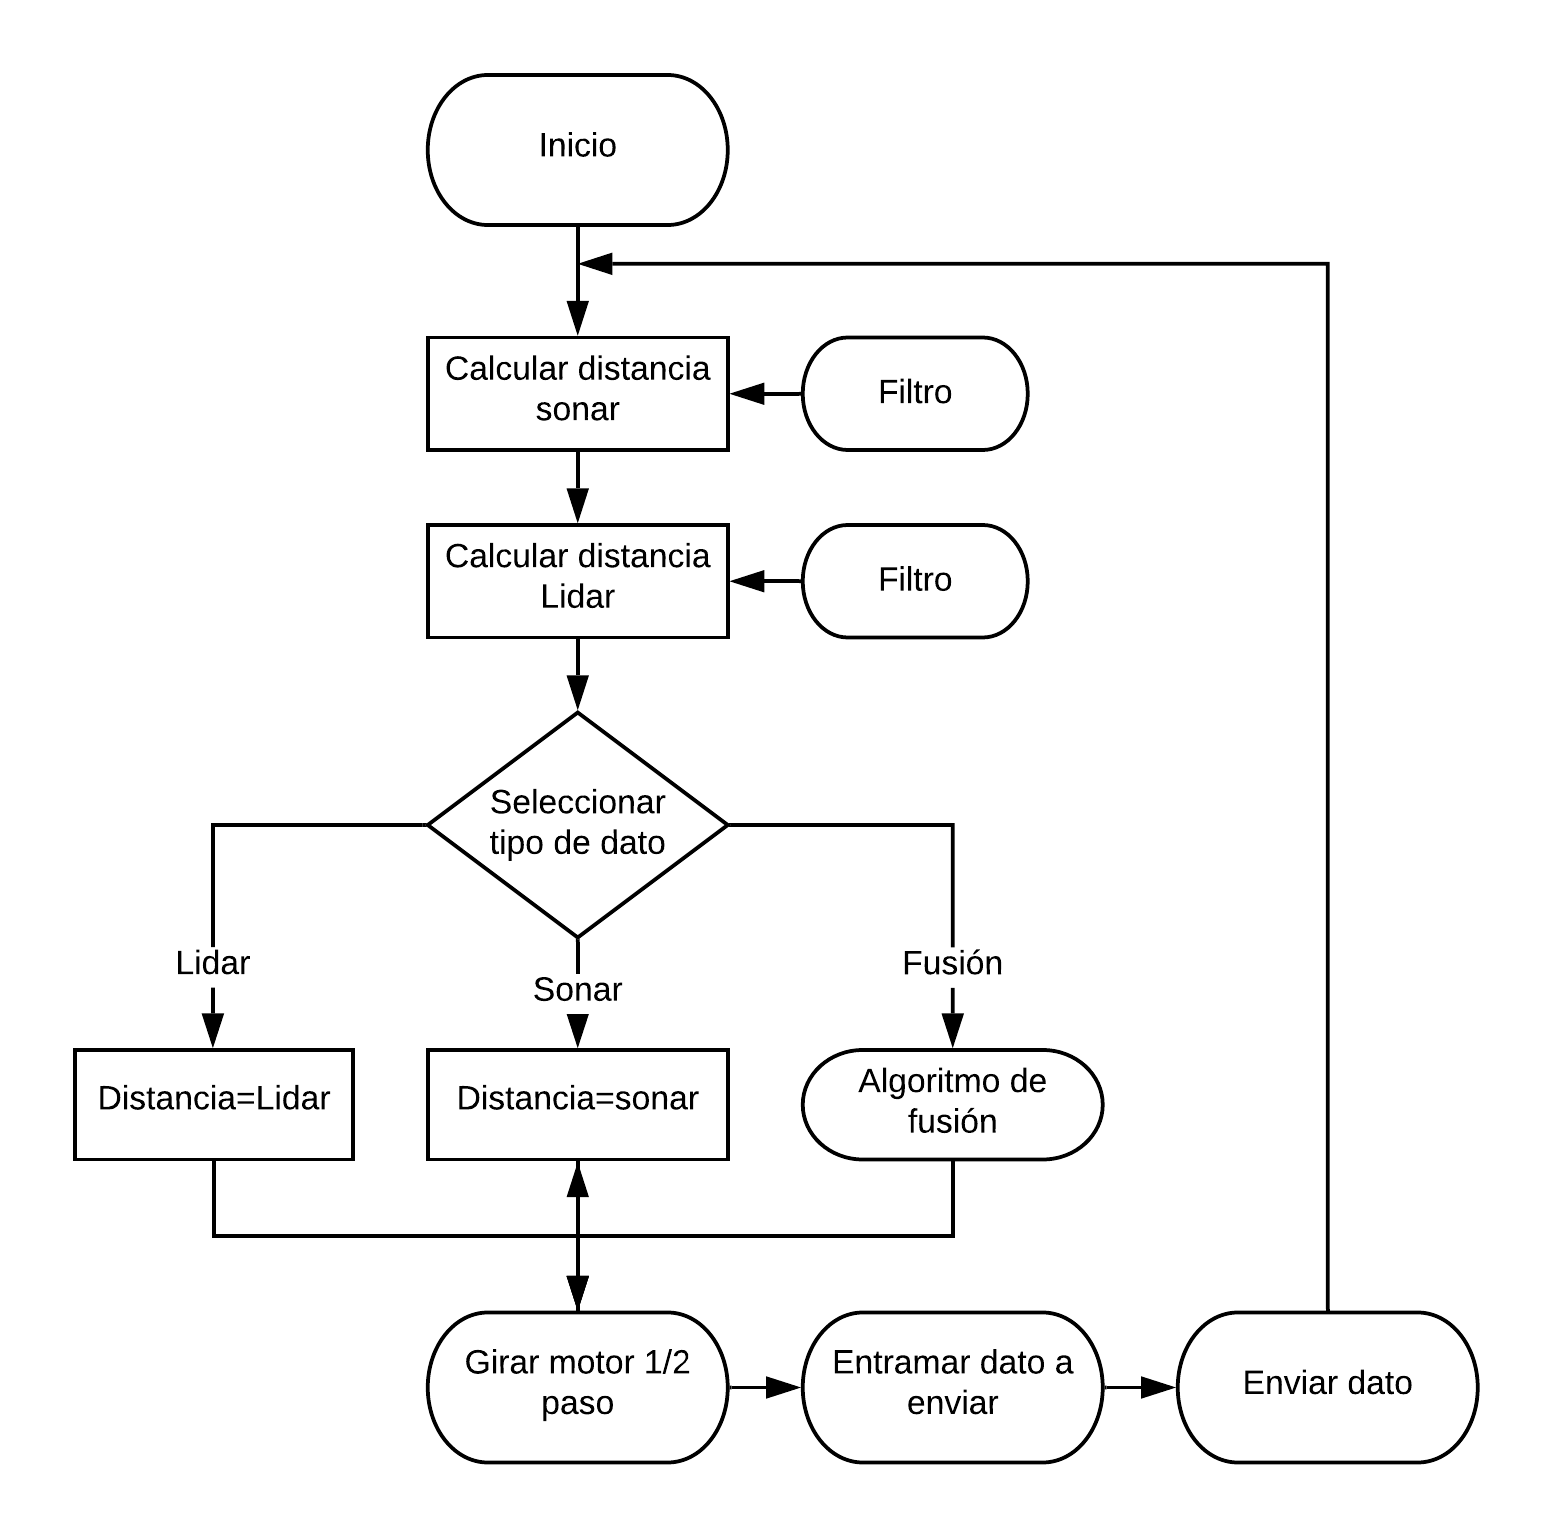 Inicio
Calcular distancia
sonar
Filtro
Calcular distancia
Lidar
Filtro
Seleccionar
tipo de dato
Lidar
Sonar
Fusión
Distancia=Lidar
Distancia=sonar
Algoritmo de
fusión
Girar motor 1/2
paso
Entramar dato a
enviar
Enviar dato